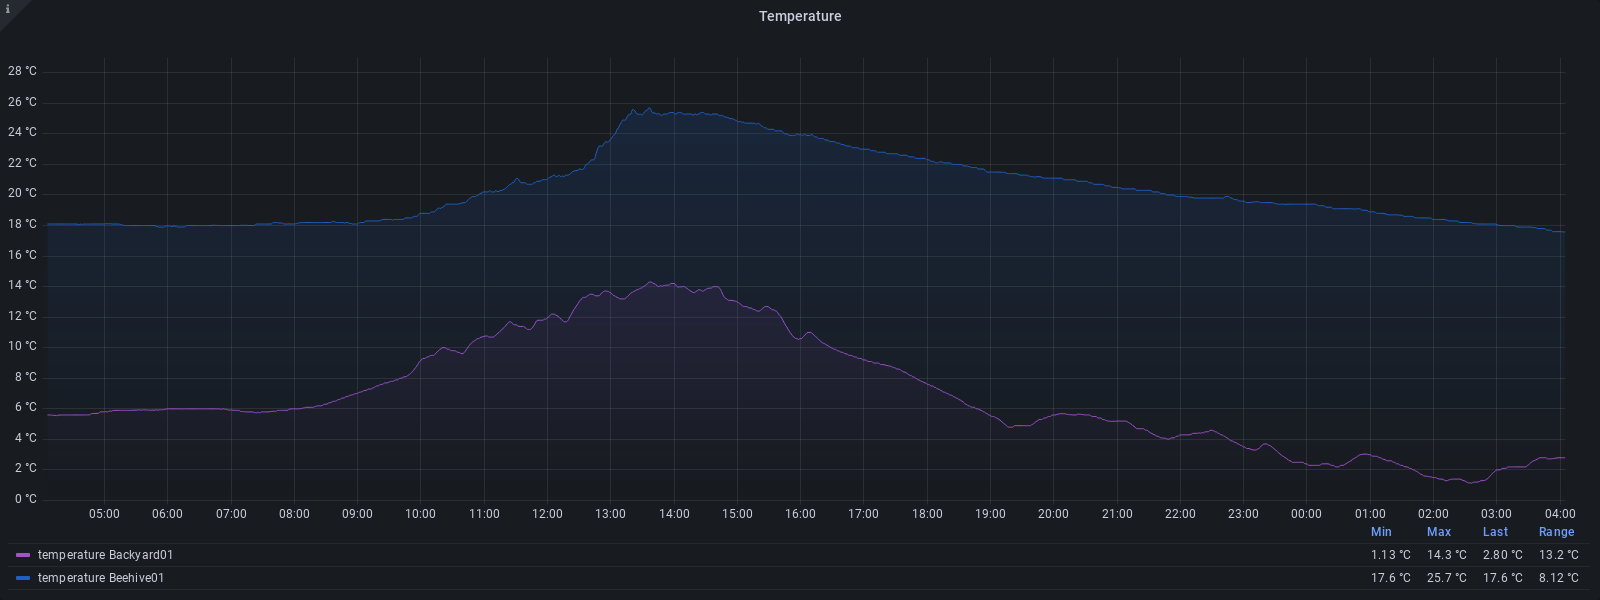 i
Temperature
28 °C
26 °C
24 °C
22 °C
20 °C
18 °C
16 °C
14 °C
12 °C
10 °C
8 °C
6 °C
4 °C
2 °C
0 °C
05:00 06:00 07:00 08:00 09:00 10:00 11:00 12:00 13:00 14:00 15:00 16:00 17:00 18:00 19:00 20:00 21:00 22:00 23:00 00:00 01:00 02:00 03:00 04:00
Min Max Last Range
temperature Backyard01 1.13 °C 14.3 °C 2.80 °C 13.2 °C
temperature Beehive01 17.6 °C 25.7 °C 17.6 °C 8.12 °C